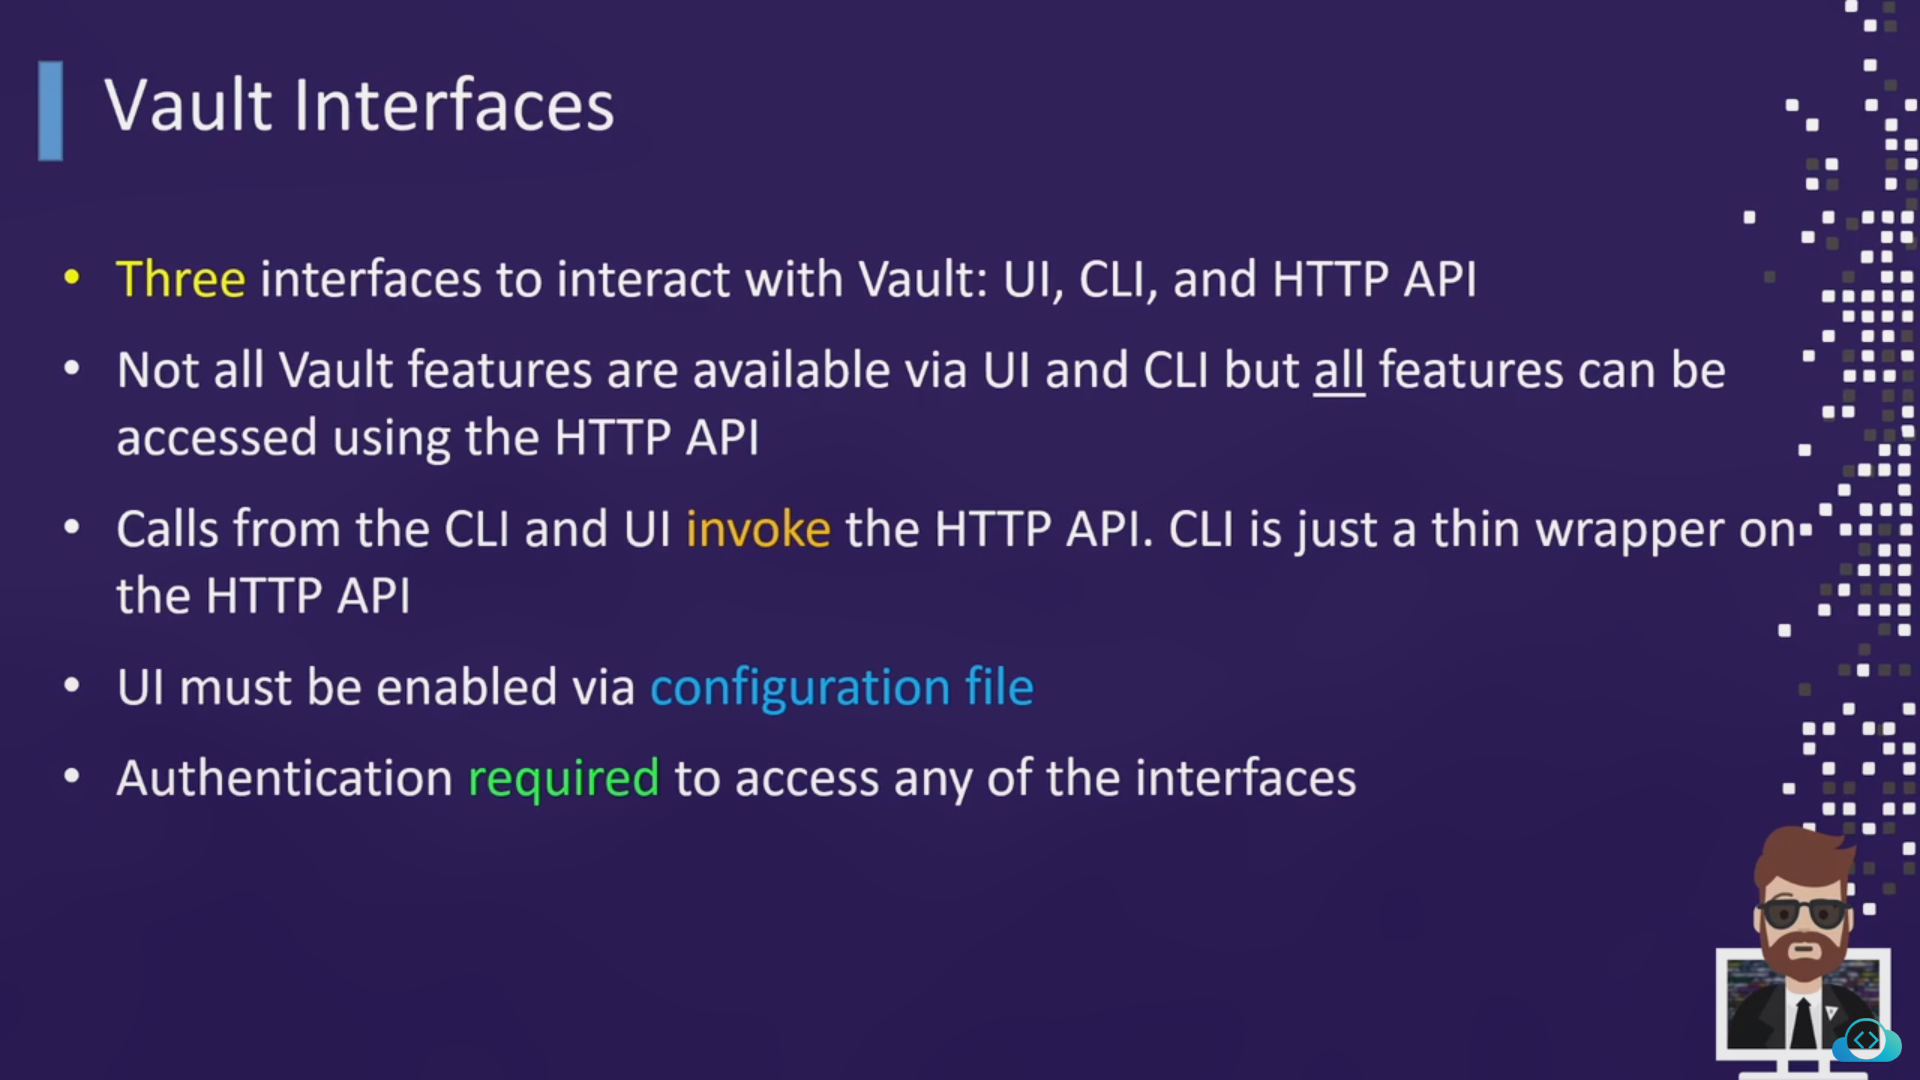 Vault Interfaces
• Three interfaces to interact with Vault: UI, CLI, and HTTP API
• Not all Vault features are available via UI and CLI but all features can be
accessed using the HTTP API
• Calls from the CLI and UI invoke the HTTP API. CLI is just a thin wrapper on
the HTTP API
• UI must be enabled via configuration file
• Authentication required to access any of the interfaces